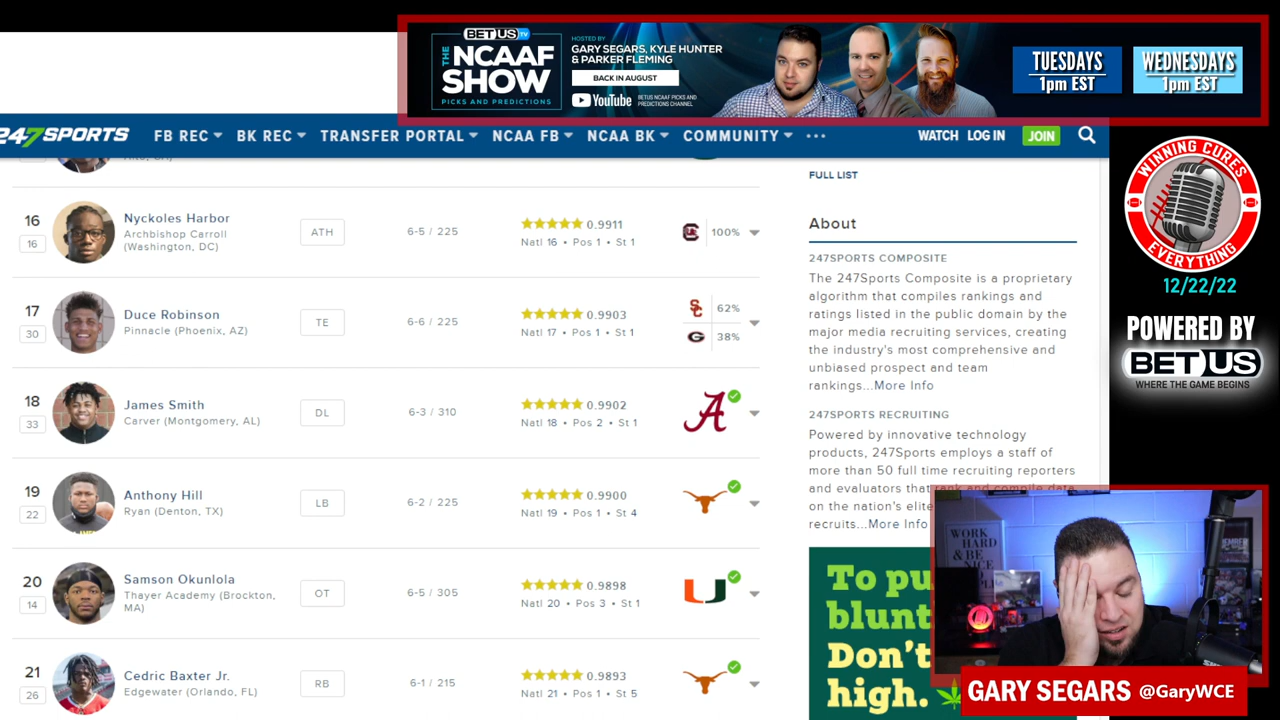 BETUS TV
THE
NCAAF
SHOW
PICKS AND PREDICTIONS
HOSTED BY
GARY SEGARS, KYLE HUNTER
& PARKER FLEMING
BACK IN AUGUST
YouTube
BETUS NCAAF PICKS AND
PREDICTIONS CHANNEL
TUESDAYS
1pm EST
WEDNESDAYS
1pm EST
247SPORTS FB REC BK REC TRANSFER PORTAL NCAA FB NCAA BK COMMUNITY ••• WATCH LOG IN JOIN
16
16
Nyckoles Harbor
Archbishop Carroll
(Washington, DC)
ATH
6-5 / 225
0.9911
Natl 16 • Pos 1 • St 1
100%
17
30
Duce Robinson
Pinnacle (Phoenix, AZ)
TE
6-6 / 225
0.9903
Natl 17 • Pos 1 • St 1
SC 62%
G 38%
18
33
James Smith
Carver (Montgomery, AL)
DL
6-3 / 310
0.9902
Natl 18 • Pos 2 • St 1
A
19
22
Anthony Hill
Ryan (Denton, TX)
LB
6-2 / 225
0.9900
Natl 19 • Pos 1 • St 4
20
14
Samson Okunlola
Thayer Academy (Brockton,
MA)
OT
6-5 / 305
0.9898
Natl 20 • Pos 3 • St 1
U
21
26
Cedric Baxter Jr.
Edgewater (Orlando, FL)
RB
6-1 / 215
0.9893
Natl 21 • Pos 1 • St 5
FULL LIST
About
247SPORTS COMPOSITE
The 247Sports Composite is a proprietary
algorithm that compiles rankings and
ratings listed in the public domain by the
major media recruiting services, creating
the industry's most comprehensive and
unbiased prospect and team
rankings...More Info
247SPORTS RECRUITING
Powered by innovative technology
products, 247Sports employs a staff of
more than 50 full time recruiting reporters
and evaluators that rank and compile data
on the nation's elite
recruits...More Info
To pu
blunt
Don't
high.
WINNING CURES
EVERYTHING
12/22/22
POWERED BY
BETUS
WHERE THE GAME BEGINS
WORK
HARD
& BE
NICE
GARY SEGARS @GaryWCE